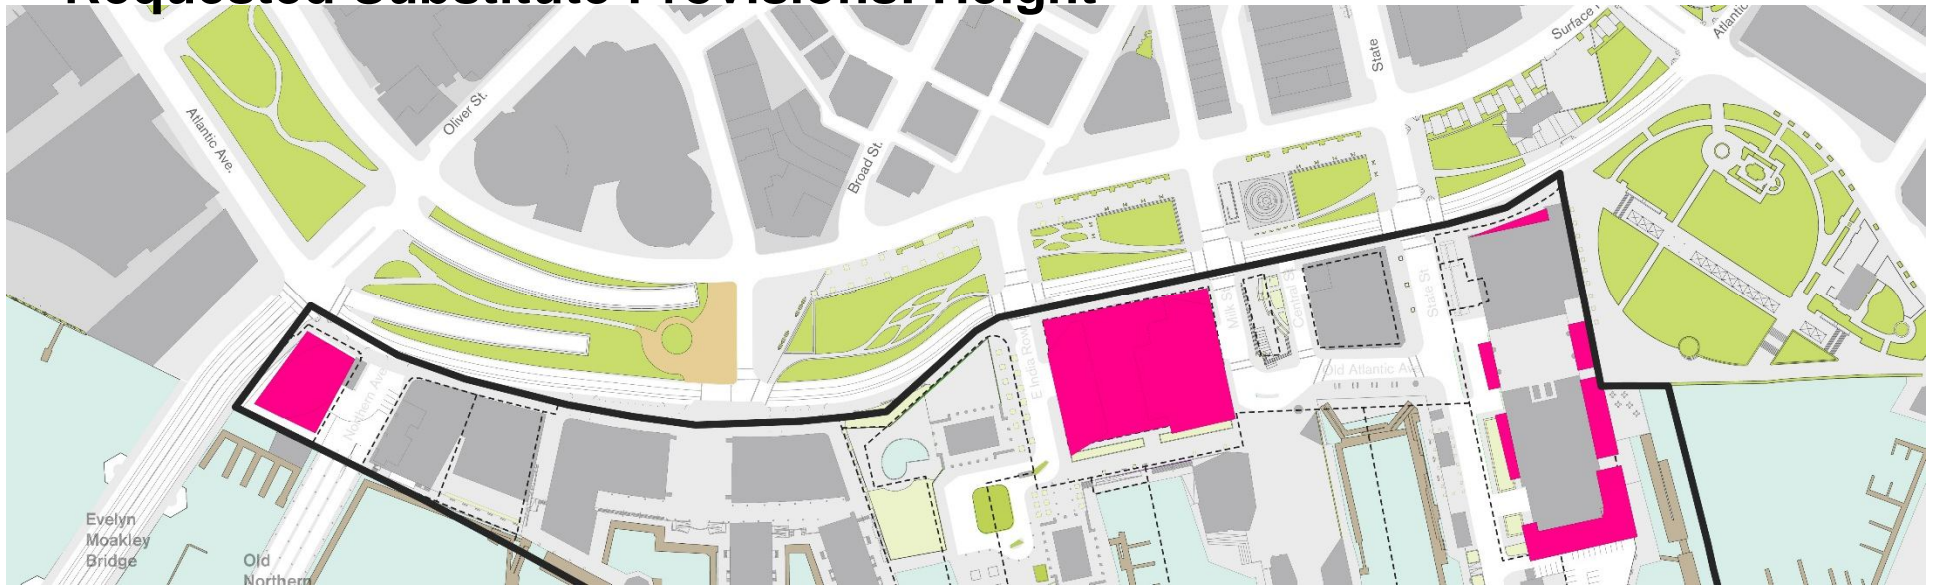 Requested Substitute Provisions: Height
Atlantic Ave.
Oliver St.
Broad St.
State
Surface
Atlantic
Northern Ave
E India Row
Milk St
Central St
State St
Old Atlantic Ave
Evelyn
Moakley
Bridge
Old
Northern